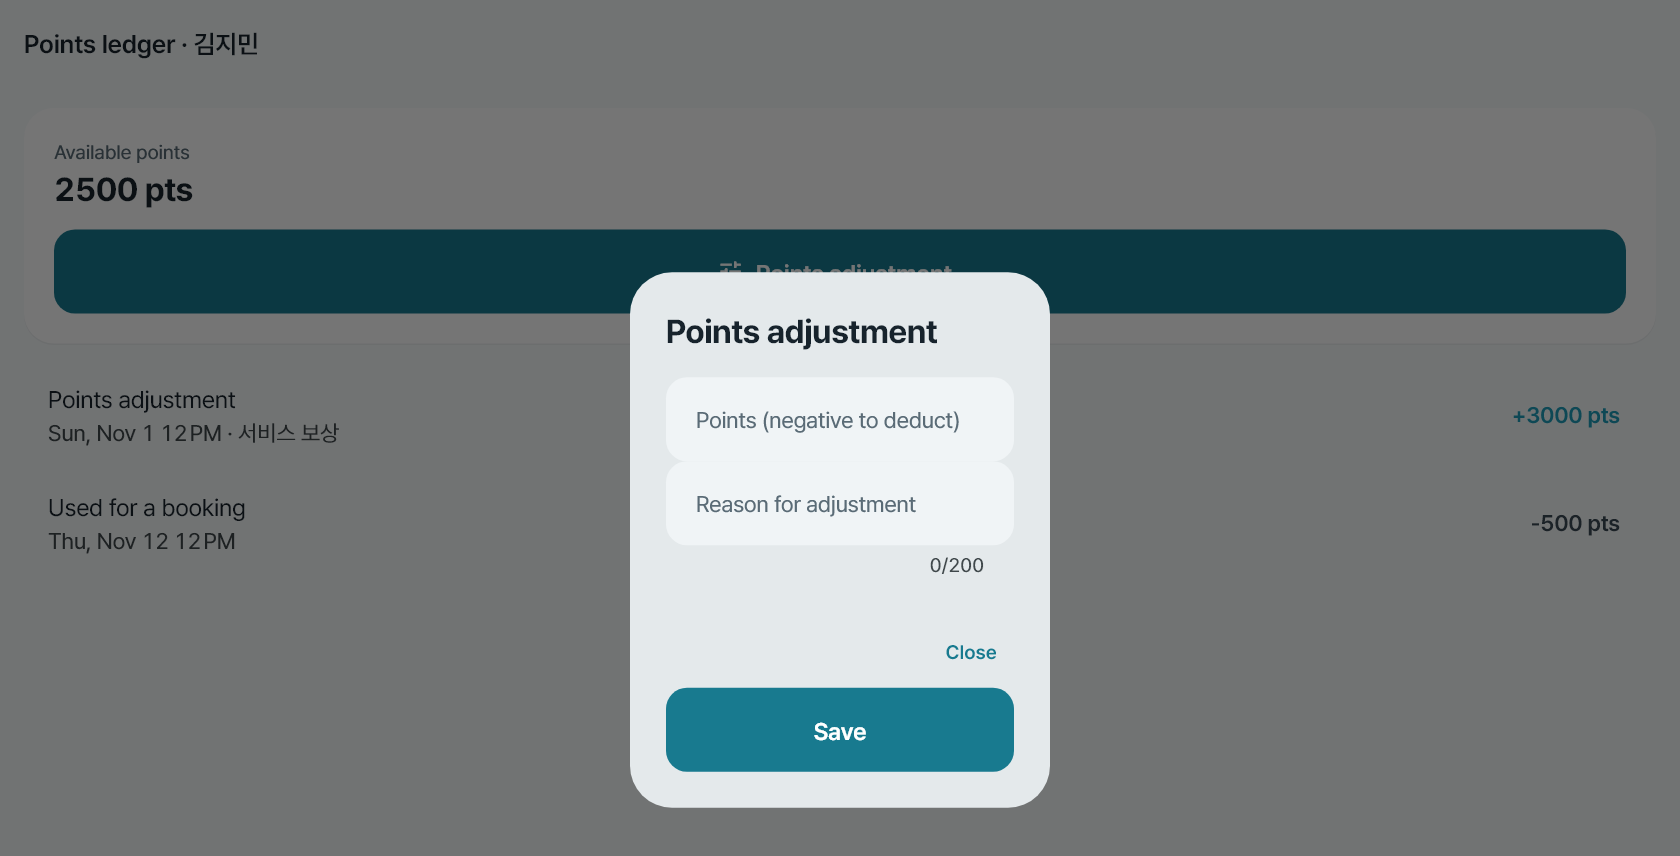 Points ledger · 김지민
Available points
2500 pts
Points adjustment
Points adjustment
Points (negative to deduct)
Reason for adjustment
0/200
Close
Save
Points adjustment
Sun, Nov 1 12 PM · 서비스 보상
+3000 pts
Used for a booking
Thu, Nov 12 12 PM
-500 pts